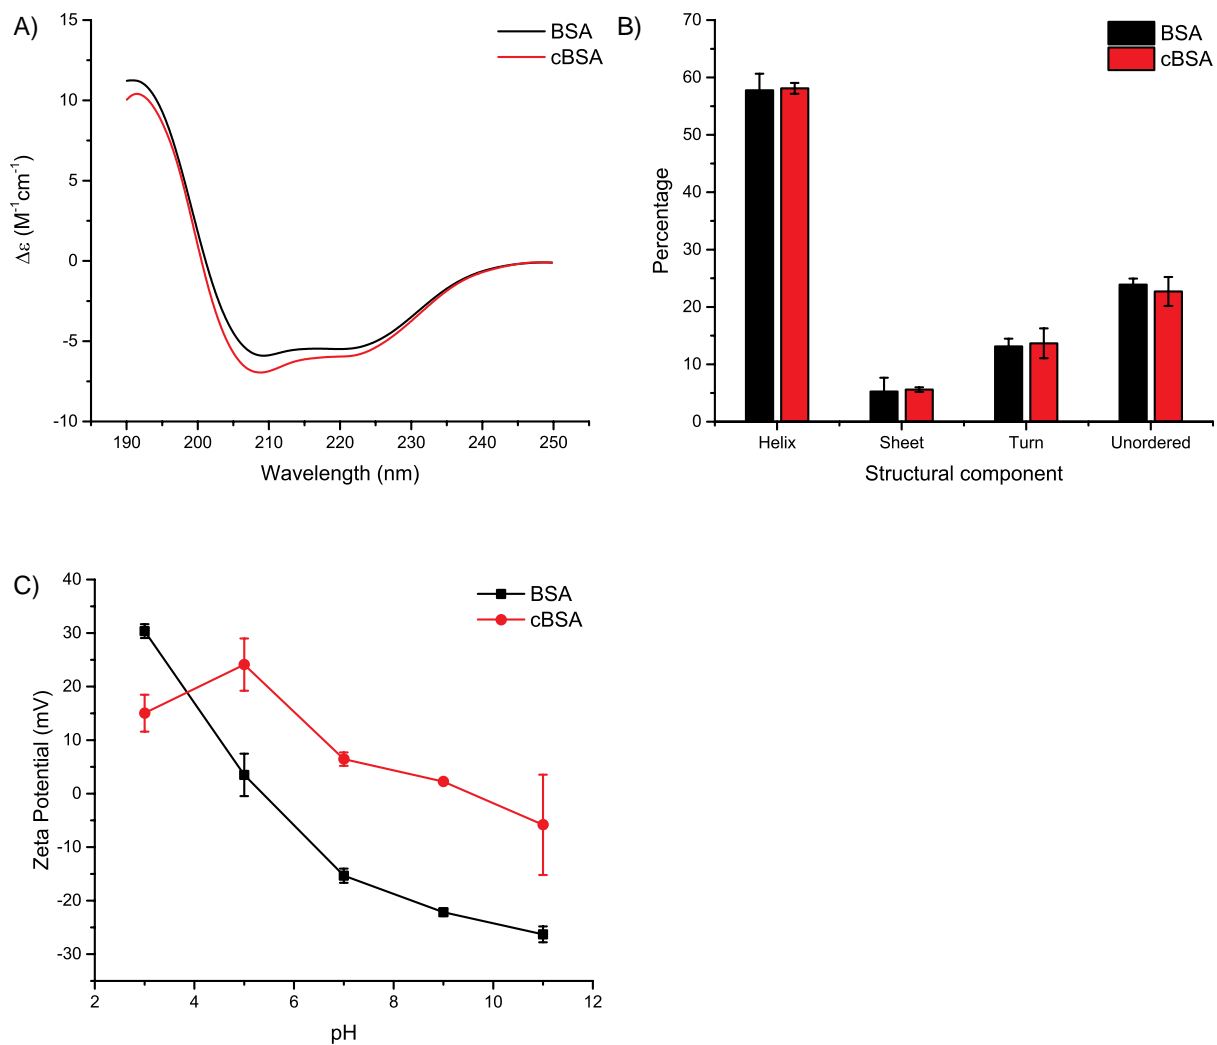 A)
BSA
cBSA
15
10
5
0
-5
-10
190 200 210 220 230 240 250
Δε (M⁻¹cm⁻¹)
Wavelength (nm)
B)
BSA
cBSA
70
60
50
40
30
20
10
0
Helix Sheet Turn Unordered
Percentage
Structural component
C)
BSA
cBSA
40
30
20
10
0
-10
-20
-30
2 4 6 8 10 12
Zeta Potential (mV)
pH